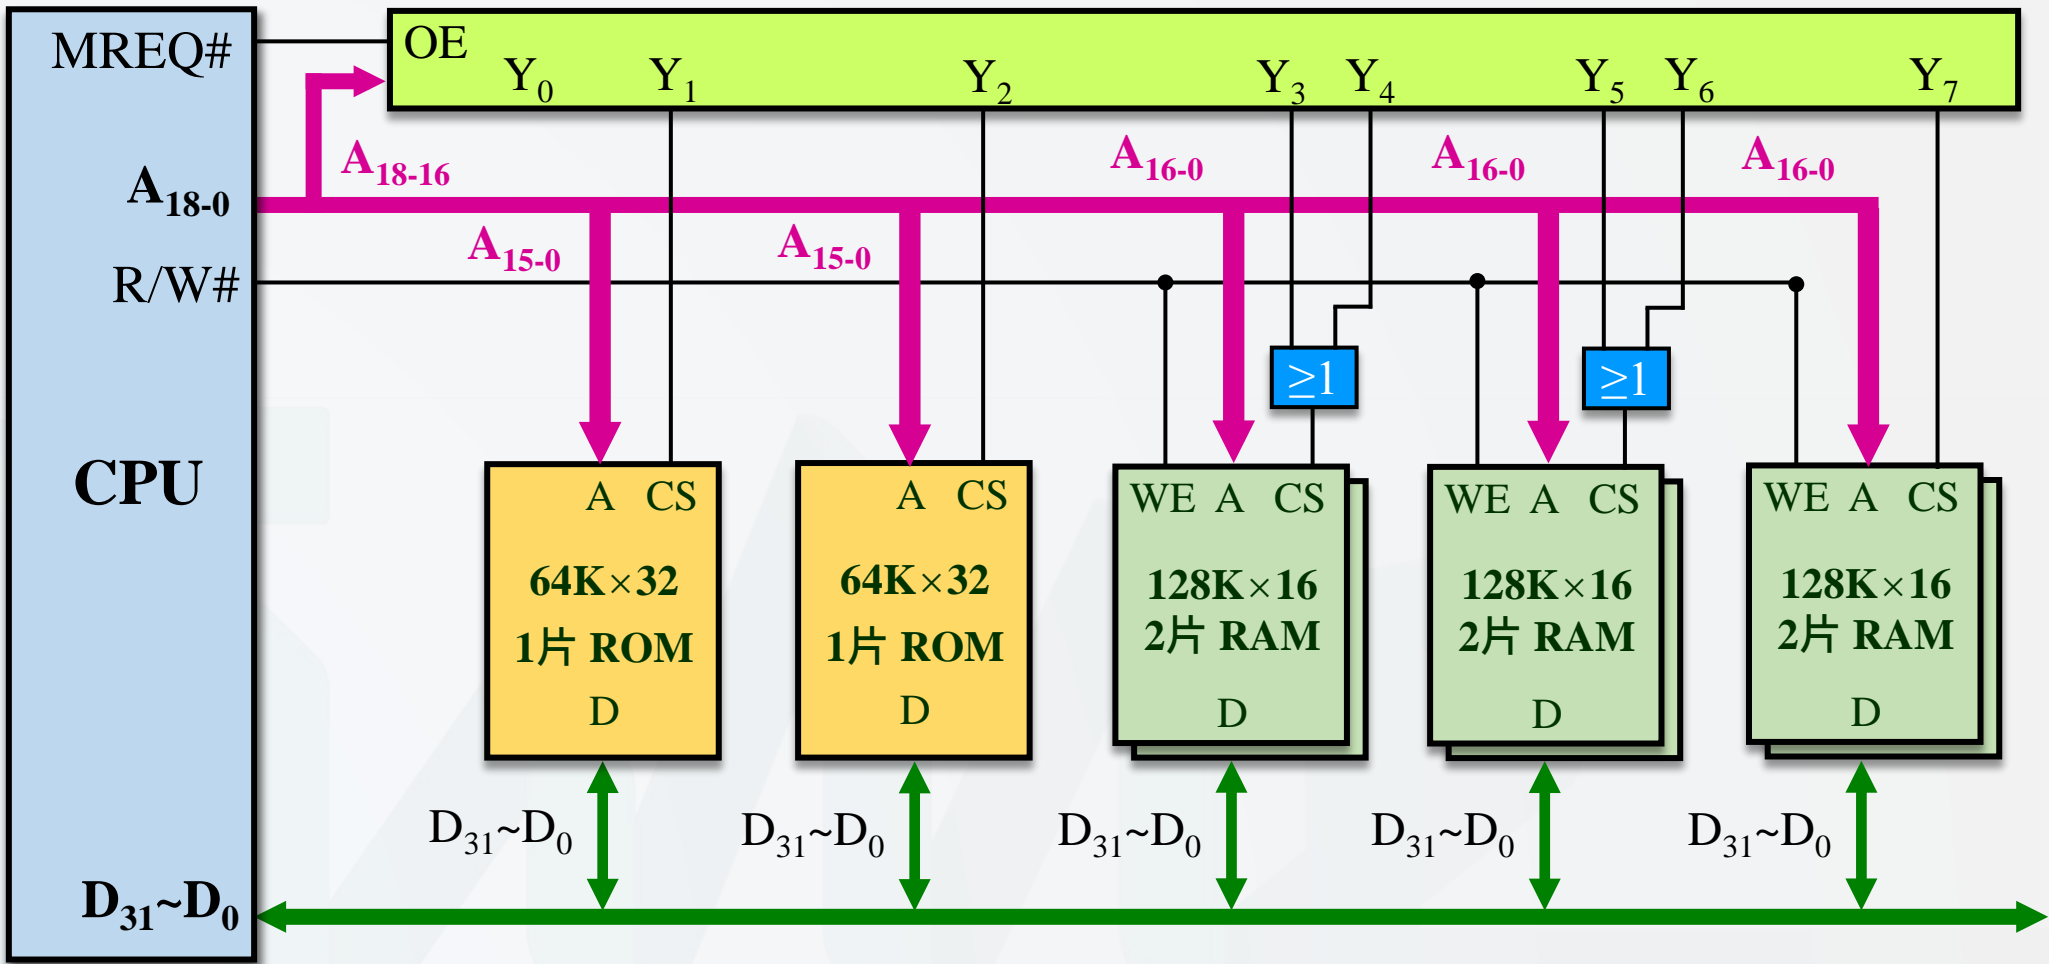 MREQ#
OE
Y0 Y1 Y2 Y3 Y4 Y5 Y6 Y7
A18-16
A16-0 A16-0 A16-0
A18-0
A15-0 A15-0
R/W#
≥1 ≥1
CPU
A CS
64K×32
1片 ROM
D
A CS
64K×32
1片 ROM
D
WE A CS
128K×16
2片 RAM
D
WE A CS
128K×16
2片 RAM
D
WE A CS
128K×16
2片 RAM
D
D31~D0 D31~D0 D31~D0 D31~D0 D31~D0
D31~D0